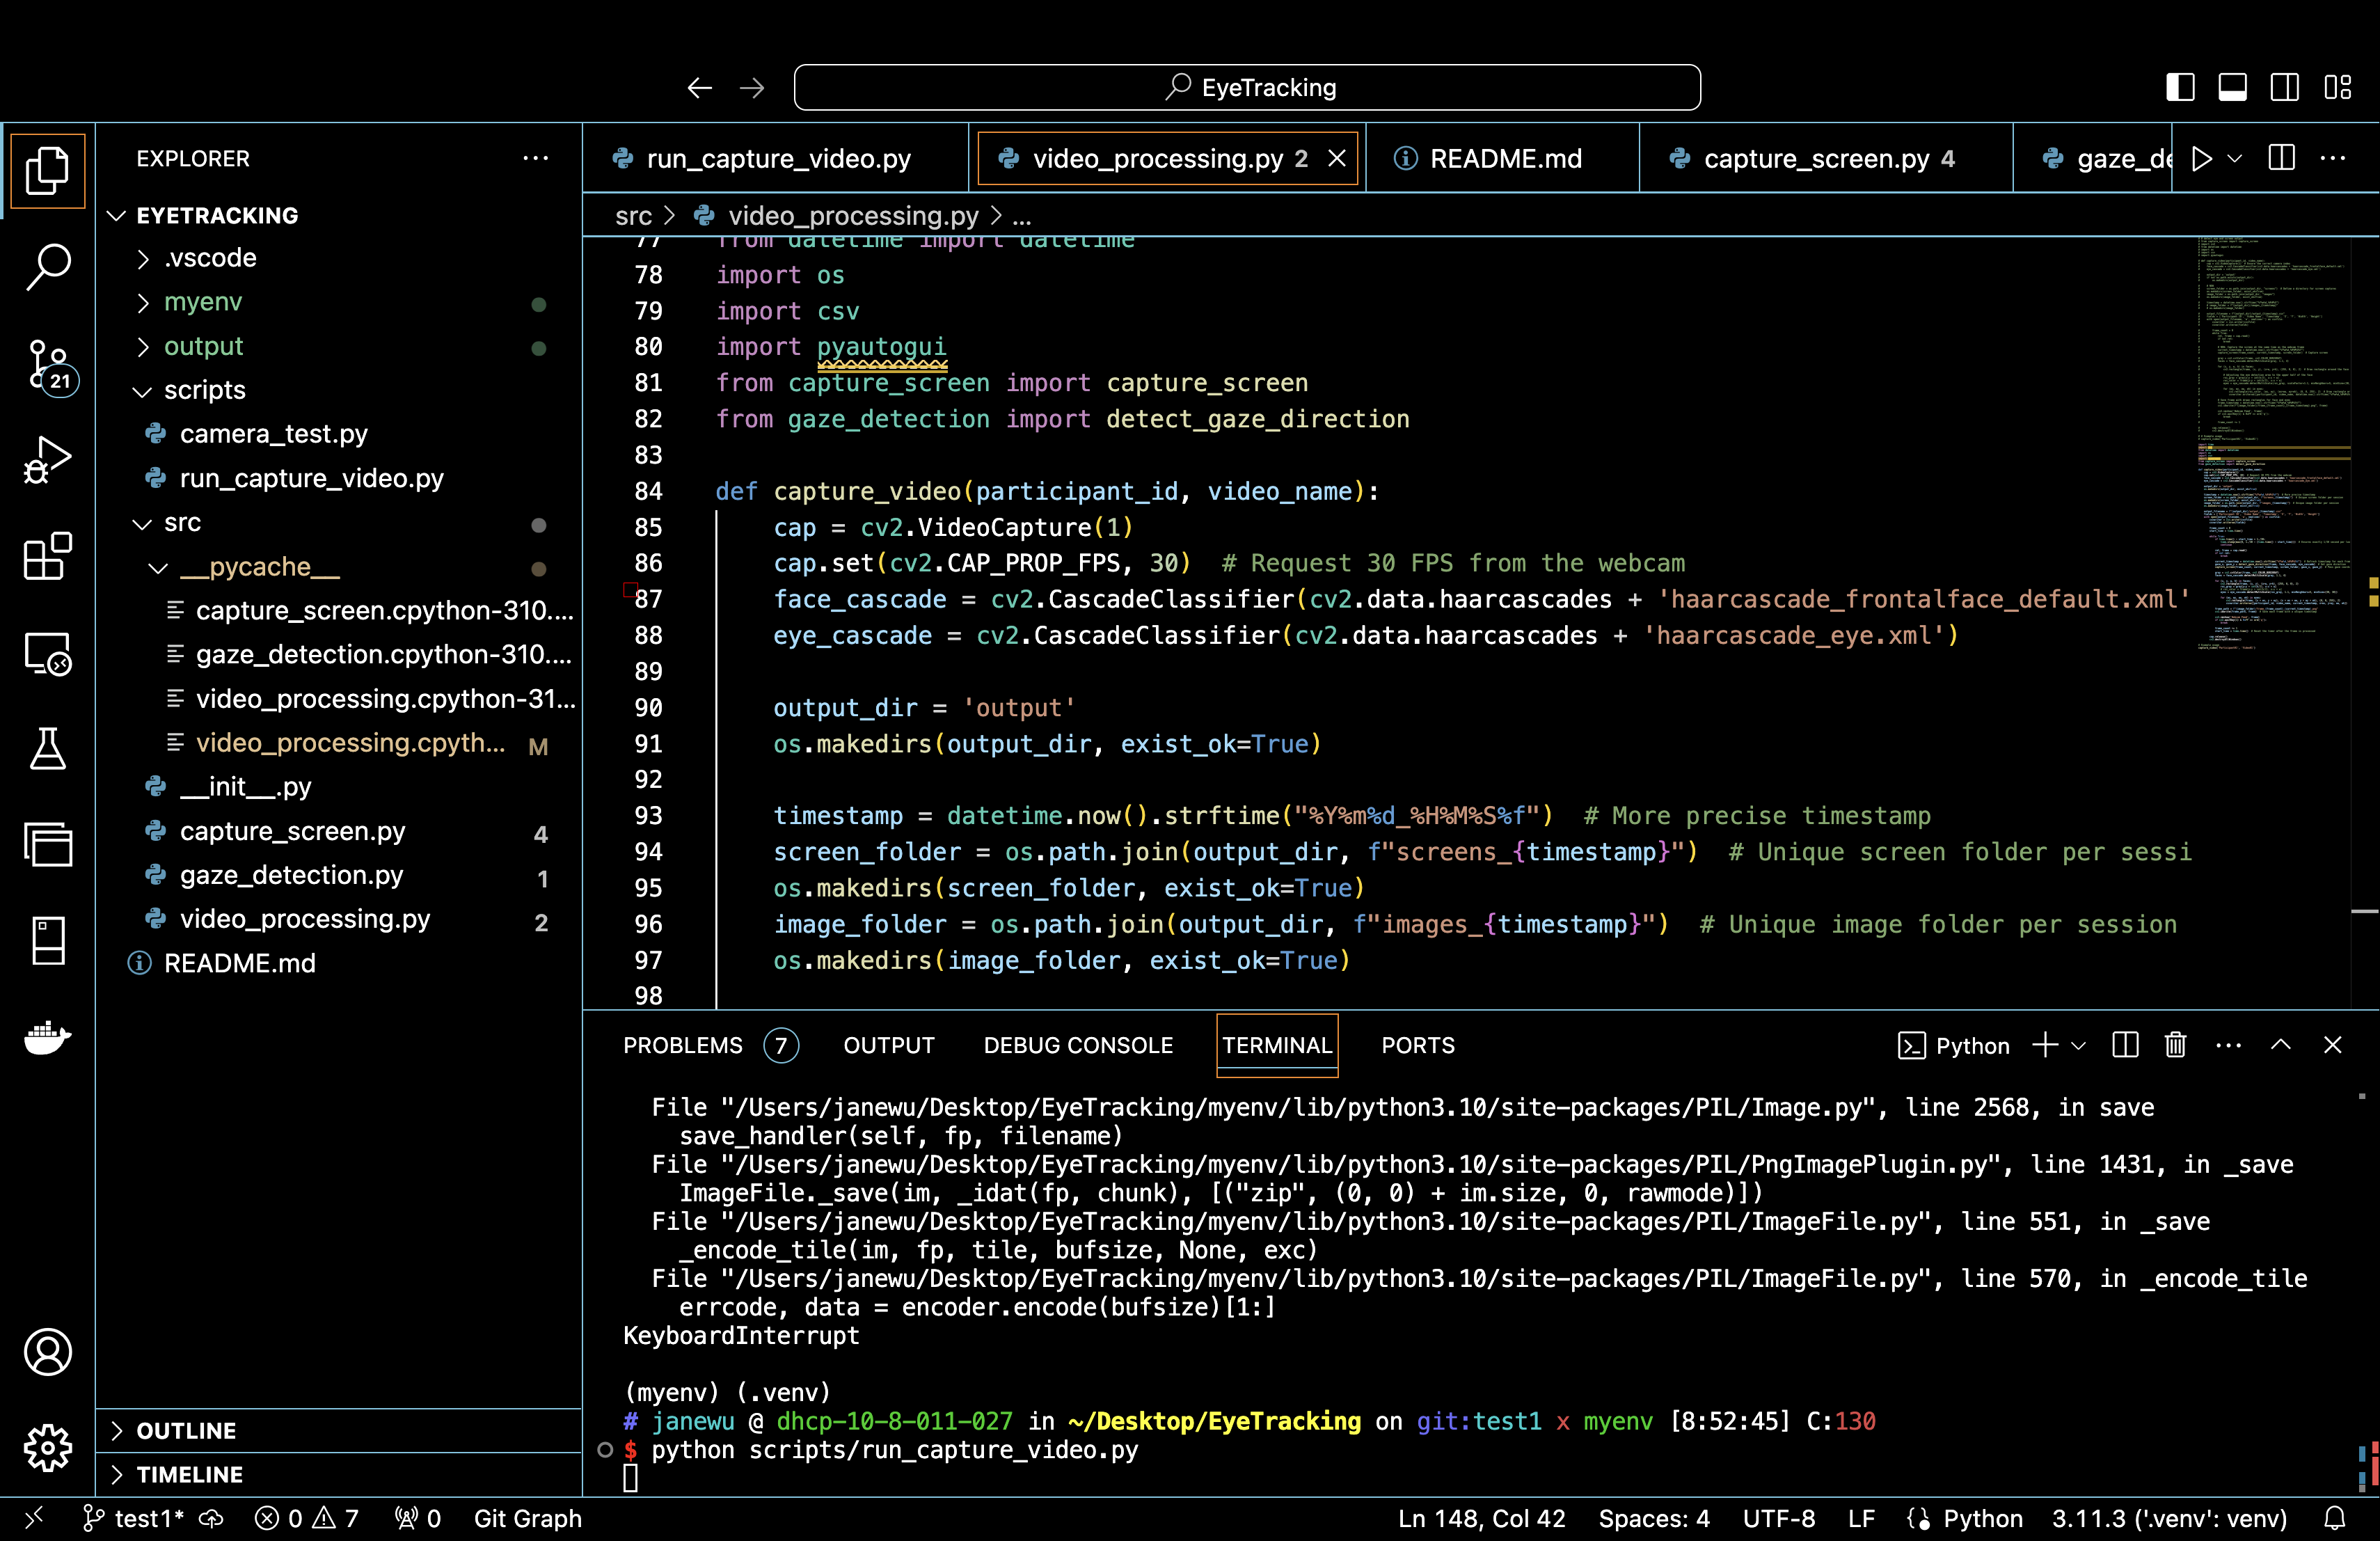 EyeTracking
EXPLORER
run_capture_video.py
video_processing.py 2
README.md
capture_screen.py 4
gaze_de
EYETRACKING
.vscode
myenv
output
scripts
camera_test.py
run_capture_video.py
src
__pycache__
capture_screen.cpython-310....
gaze_detection.cpython-310....
video_processing.cpython-31...
video_processing.cpyth... M
__init__.py
capture_screen.py 4
gaze_detection.py 1
video_processing.py 2
README.md
OUTLINE
TIMELINE
21
src > video_processing.py > ...
77 from datetime import datetime
78 import os
79 import csv
80 import pyautogui
81 from capture_screen import capture_screen
82 from gaze_detection import detect_gaze_direction
83
84 def capture_video(participant_id, video_name):
85     cap = cv2.VideoCapture(1)
86     cap.set(cv2.CAP_PROP_FPS, 30)  # Request 30 FPS from the webcam
87     face_cascade = cv2.CascadeClassifier(cv2.data.haarcascades + 'haarcascade_frontalface_default.xml'
88     eye_cascade = cv2.CascadeClassifier(cv2.data.haarcascades + 'haarcascade_eye.xml')
89
90     output_dir = 'output'
91     os.makedirs(output_dir, exist_ok=True)
92
93     timestamp = datetime.now().strftime("%Y%m%d_%H%M%S%f")  # More precise timestamp
94     screen_folder = os.path.join(output_dir, f"screens_{timestamp}")  # Unique screen folder per sessi
95     os.makedirs(screen_folder, exist_ok=True)
96     image_folder = os.path.join(output_dir, f"images_{timestamp}")  # Unique image folder per session
97     os.makedirs(image_folder, exist_ok=True)
98
PROBLEMS 7 OUTPUT DEBUG CONSOLE TERMINAL PORTS
Python
File "/Users/janewu/Desktop/EyeTracking/myenv/lib/python3.10/site-packages/PIL/Image.py", line 2568, in save
save_handler(self, fp, filename)
File "/Users/janewu/Desktop/EyeTracking/myenv/lib/python3.10/site-packages/PIL/PngImagePlugin.py", line 1431, in _save
ImageFile._save(im, _idat(fp, chunk), [("zip", (0, 0) + im.size, 0, rawmode)])
File "/Users/janewu/Desktop/EyeTracking/myenv/lib/python3.10/site-packages/PIL/ImageFile.py", line 551, in _save
_encode_tile(im, fp, tile, bufsize, None, exc)
File "/Users/janewu/Desktop/EyeTracking/myenv/lib/python3.10/site-packages/PIL/ImageFile.py", line 570, in _encode_tile
errcode, data = encoder.encode(bufsize)[1:]
KeyboardInterrupt
(myenv) (.venv)
# janewu @ dhcp-10-8-011-027 in ~/Desktop/EyeTracking on git:test1 x myenv [8:52:45] C:130
$ python scripts/run_capture_video.py
test1* 0 7 0 Git Graph Ln 148, Col 42 Spaces: 4 UTF-8 LF Python 3.11.3 ('.venv': venv)